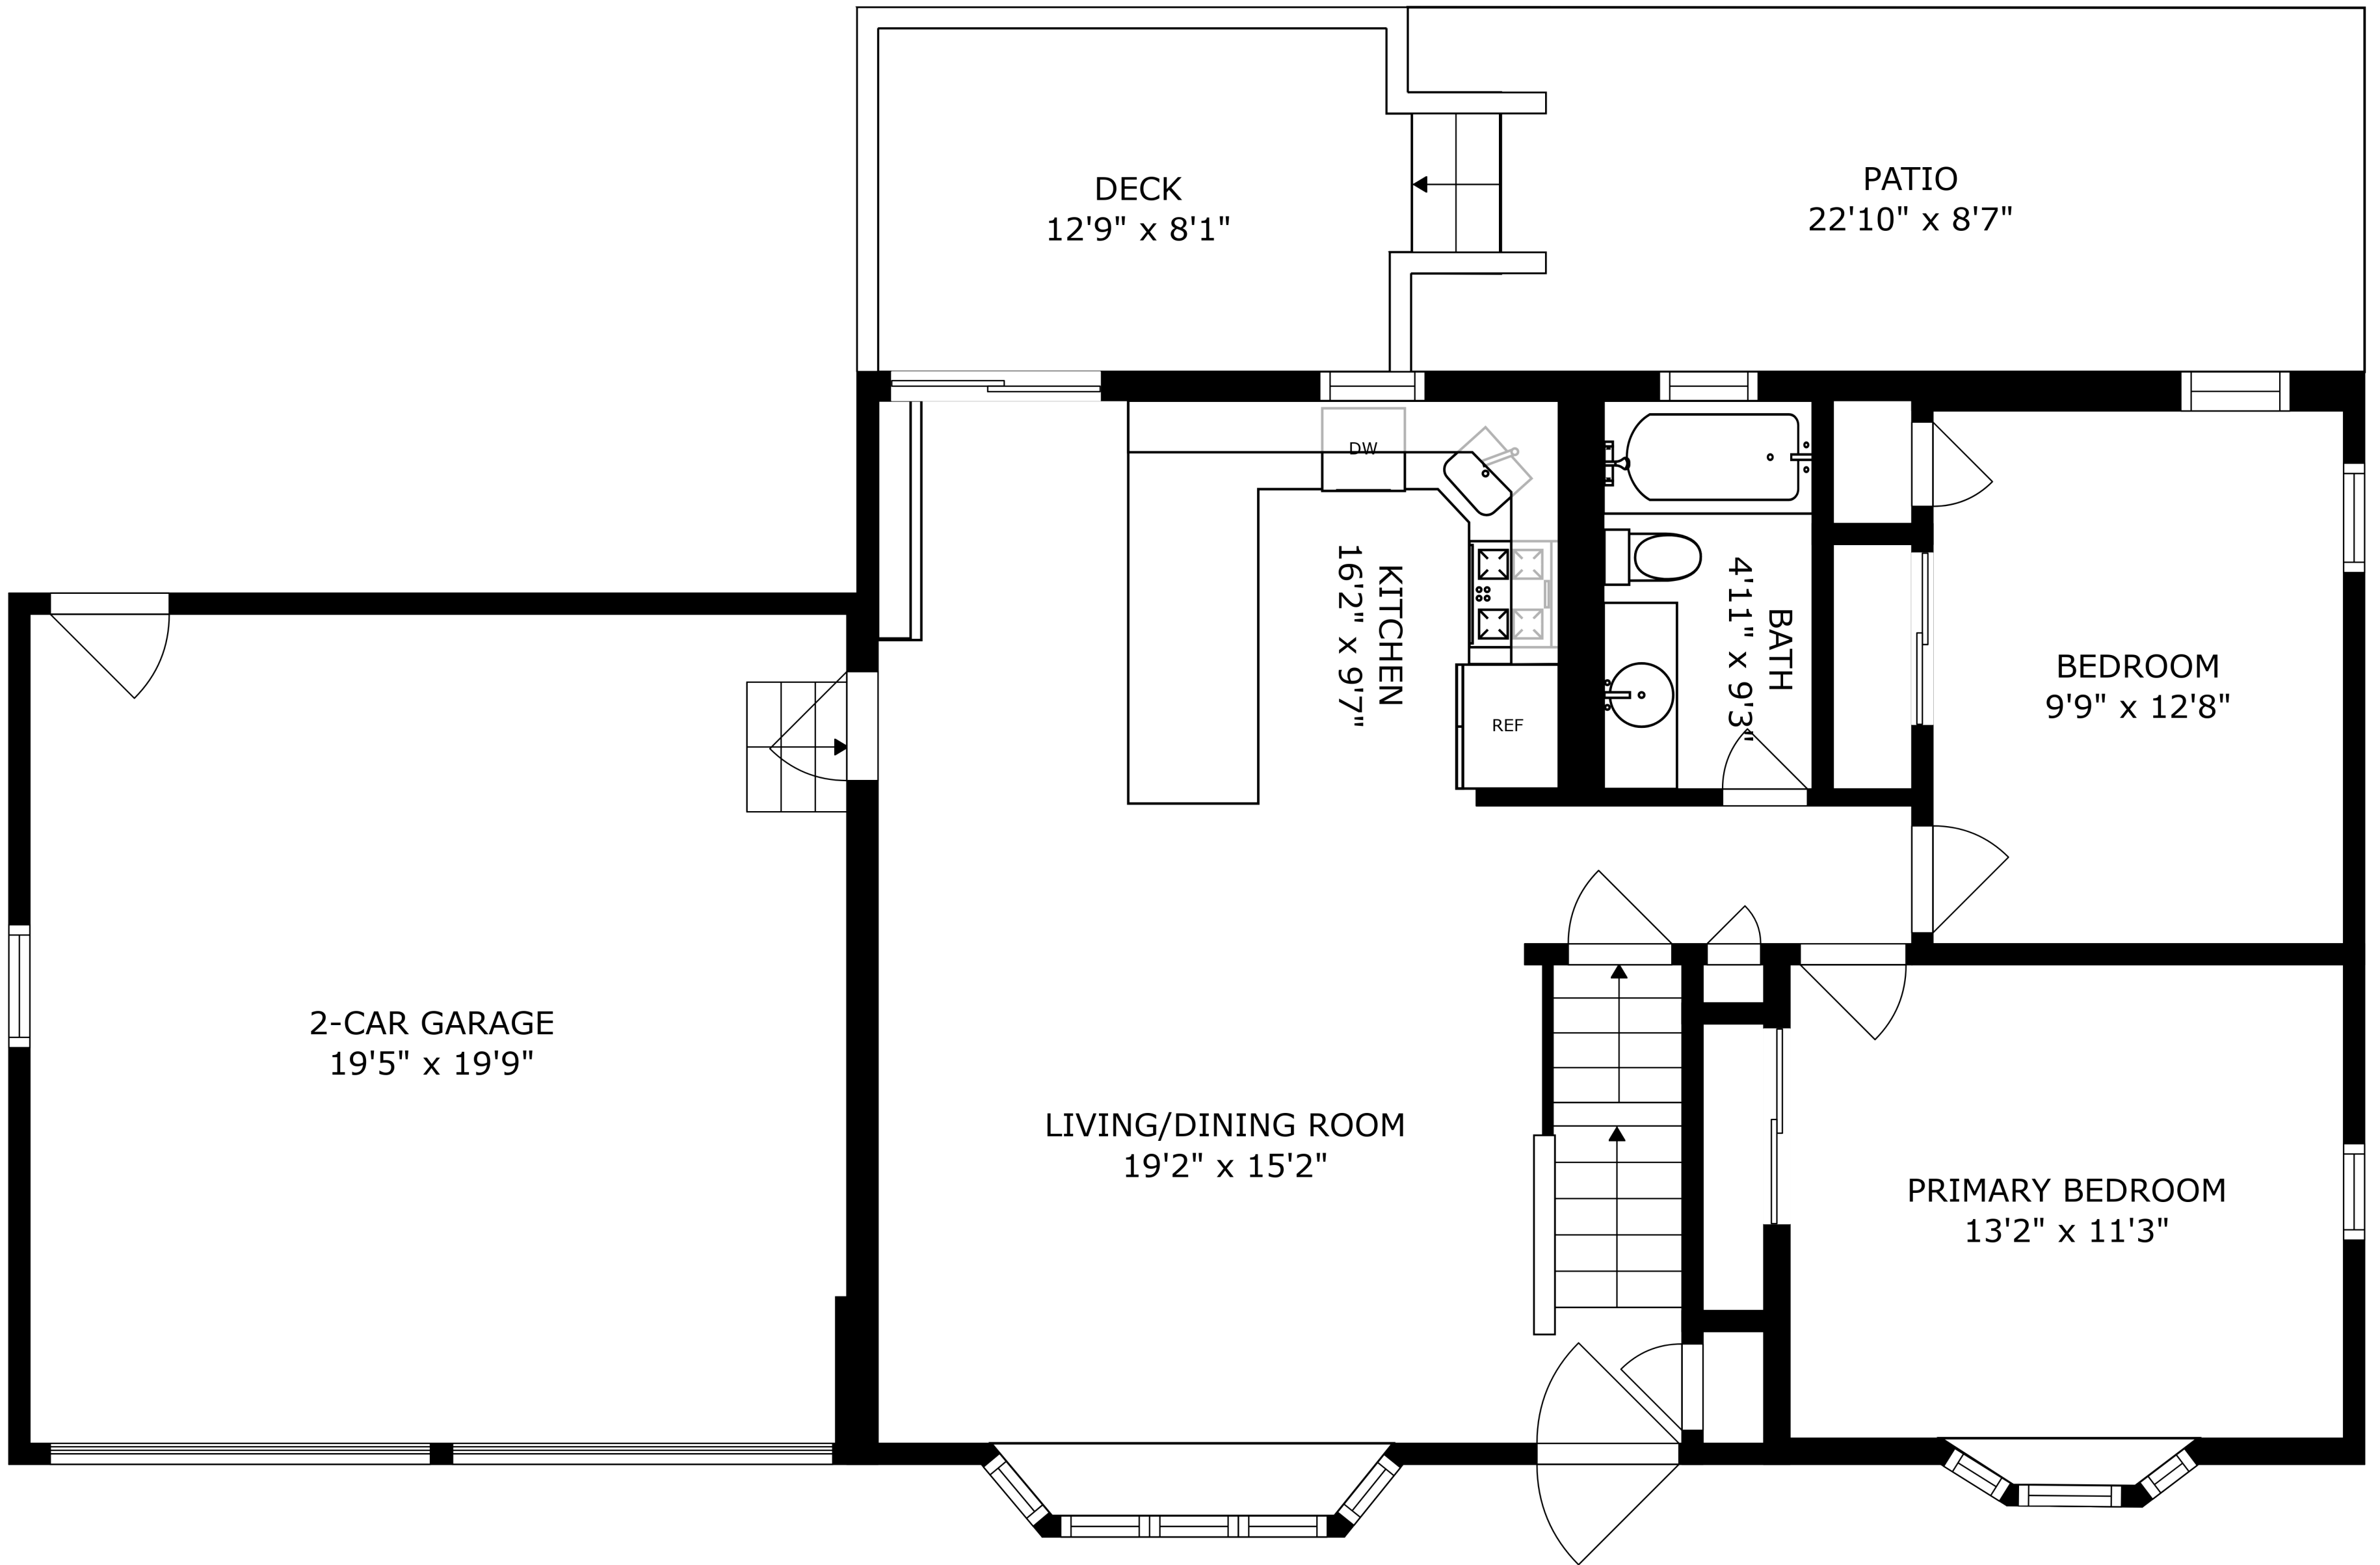 DECK
12'9" x 8'1"
PATIO
22'10" x 8'7"
DW
KITCHEN
16'2" x 9'7"
REF
BATH
4'11" x 9'3"
BEDROOM
9'9" x 12'8"
2-CAR GARAGE
19'5" x 19'9"
LIVING/DINING ROOM
19'2" x 15'2"
PRIMARY BEDROOM
13'2" x 11'3"